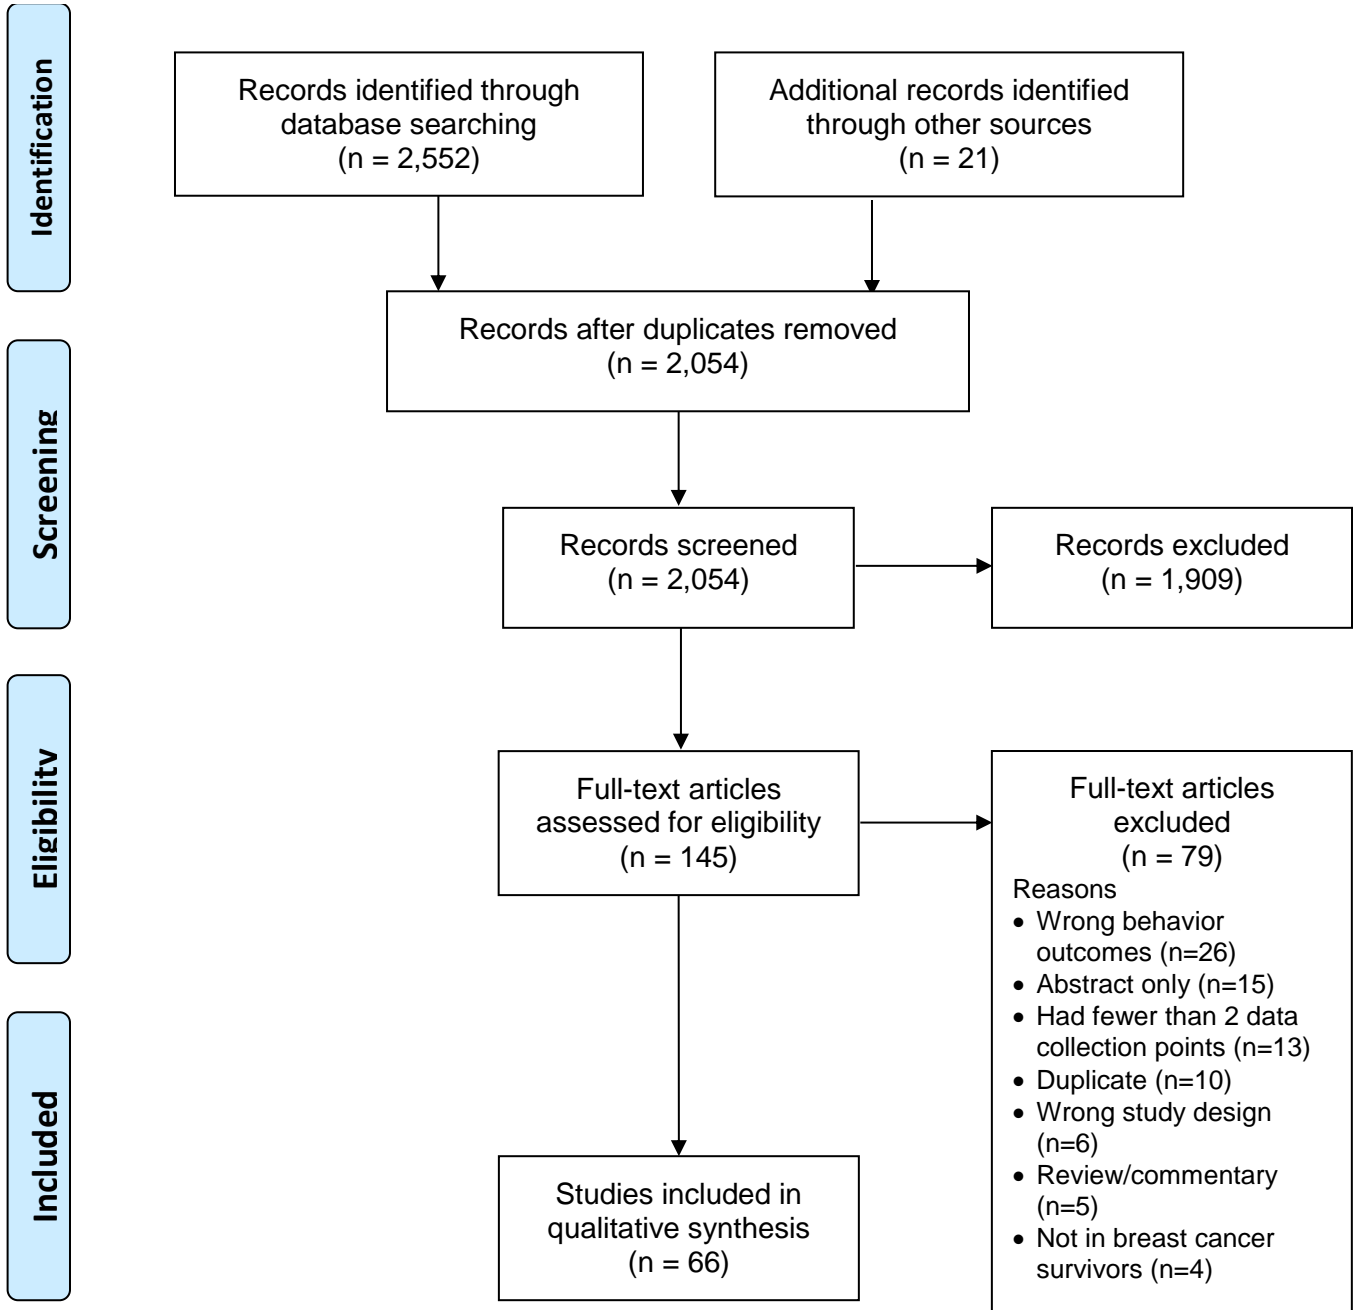 Identification
Records identified through
database searching
(n = 2,552)
Additional records identified
through other sources
(n = 21)
Records after duplicates removed
(n = 2,054)
Screening
Records screened
(n = 2,054)
Records excluded
(n = 1,909)
Eligibility
Full-text articles
assessed for eligibility
(n = 145)
Full-text articles
excluded
(n = 79)
Reasons
• Wrong behavior
outcomes (n=26)
• Abstract only (n=15)
• Had fewer than 2 data
collection points (n=13)
• Duplicate (n=10)
• Wrong study design
(n=6)
• Review/commentary
(n=5)
• Not in breast cancer
survivors (n=4)
Included
Studies included in
qualitative synthesis
(n = 66)